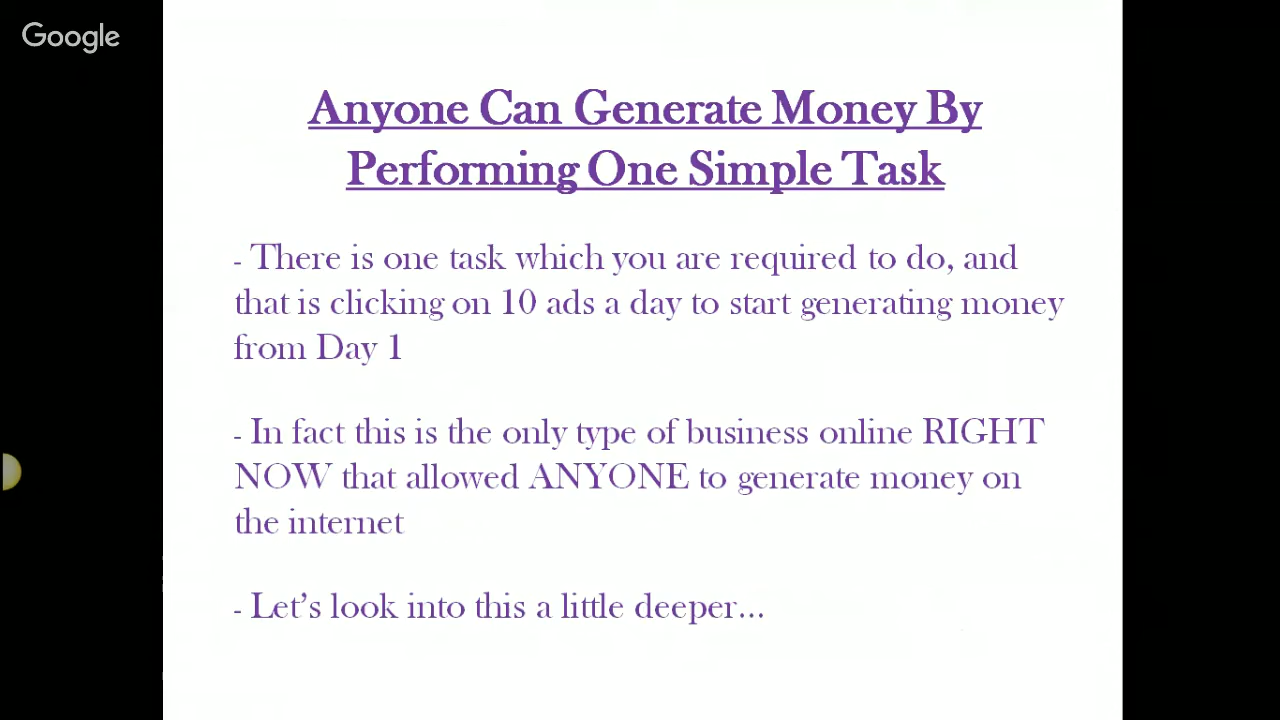 Google
Anyone Can Generate Money By
Performing One Simple Task
- There is one task which you are required to do, and
that is clicking on 10 ads a day to start generating money
from Day 1
- In fact this is the only type of business online RIGHT
NOW that allowed ANYONE to generate money on
the internet
- Let's look into this a little deeper...